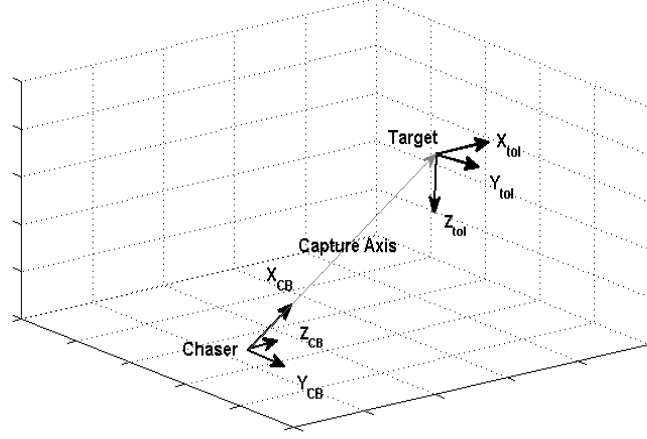 Target
X_tol
Y_tol
Z_tol
Capture Axis
X_CB
Z_CB
Chaser
Y_CB